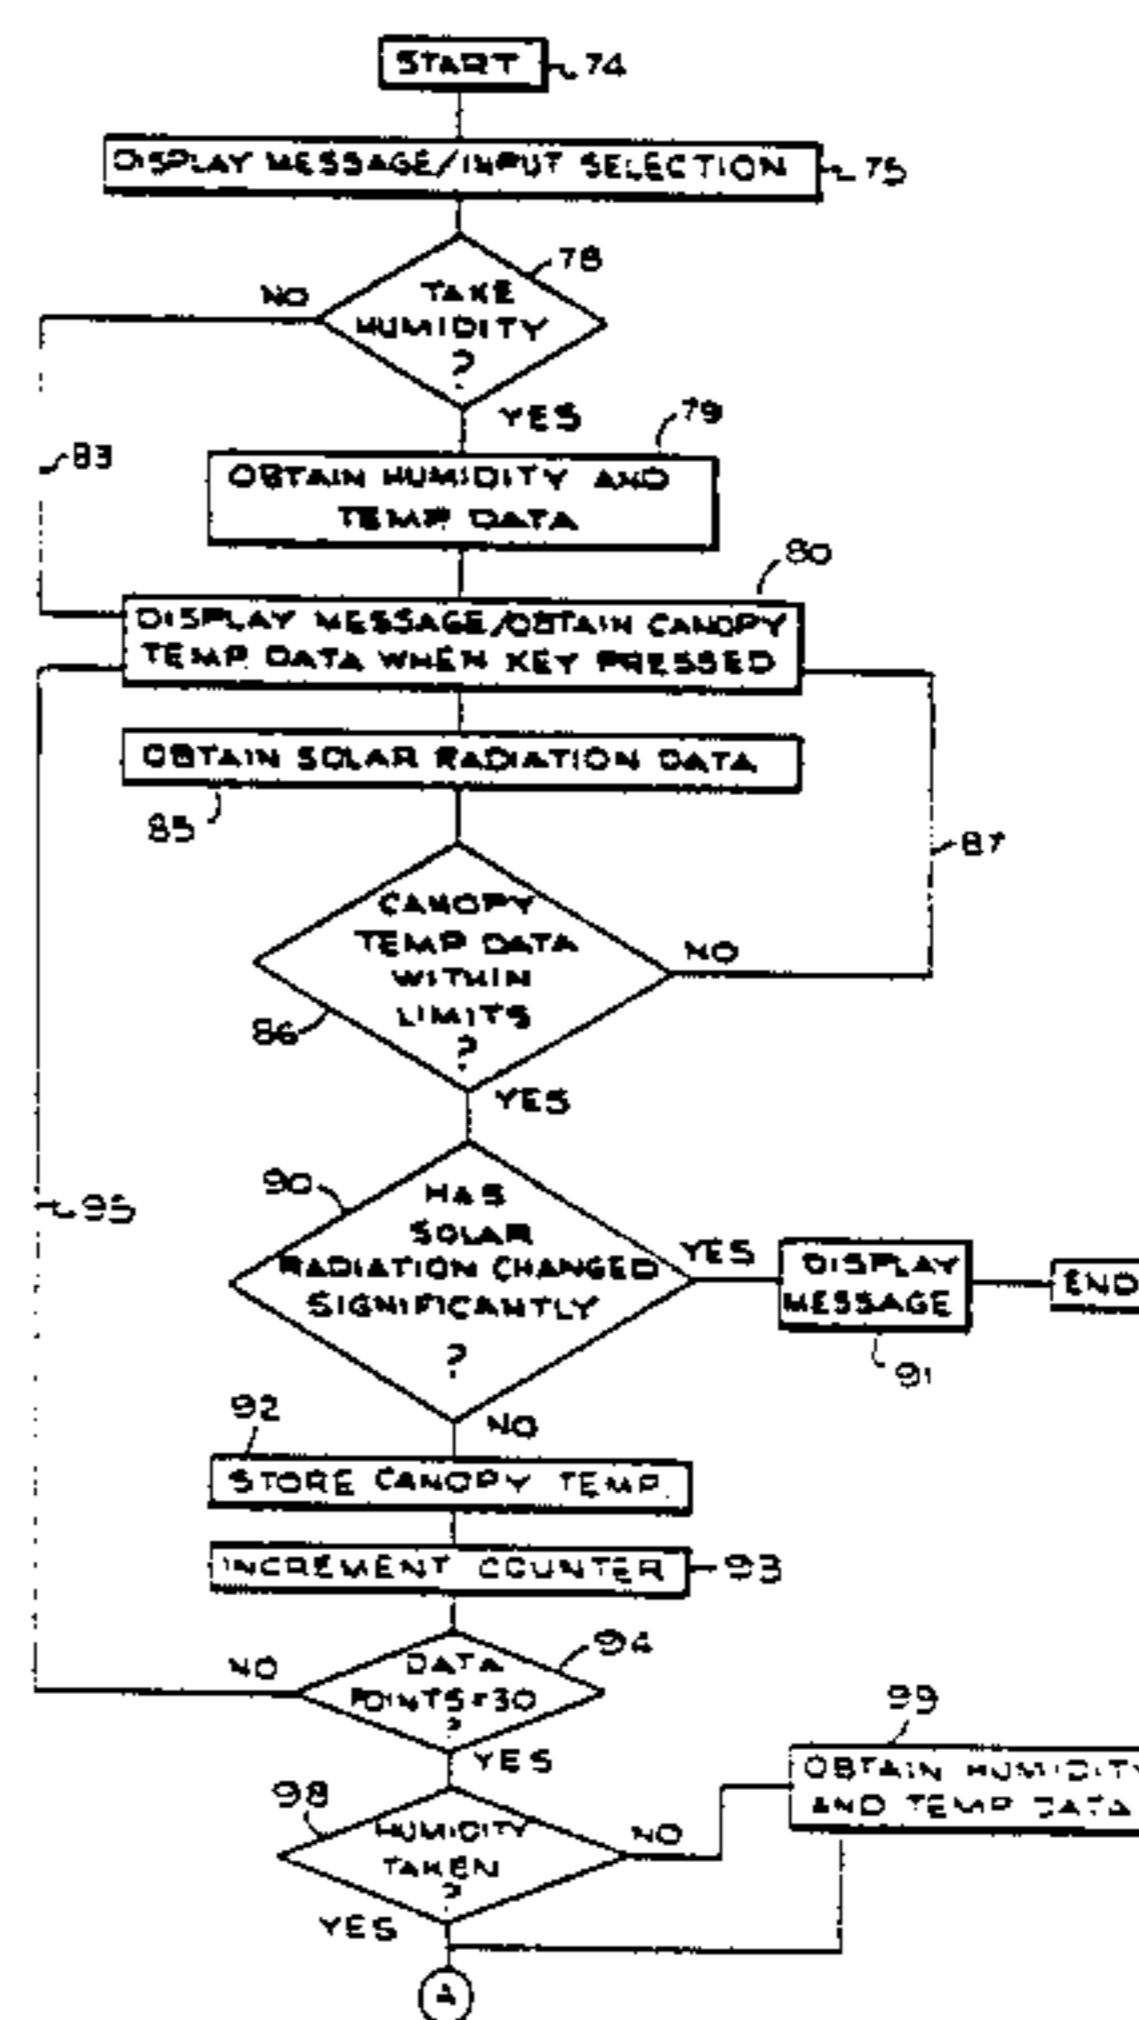 START
74
DISPLAY MESSAGE/INPUT SELECTION
75
78
NO
TAKE
HUMIDITY
?
YES
79
83
OBTAIN HUMIDITY AND
TEMP. DATA
80
DISPLAY MESSAGE/OBTAIN CANOPY
TEMP. DATA WHEN KEY PRESSED
OBTAIN SOLAR RADIATION DATA
85
87
CANOPY
TEMP DATA
WITHIN
LIMITS
?
NO
86
YES
90
HAS
SOLAR
RADIATION CHANGED
SIGNIFICANTLY
?
YES
DISPLAY
MESSAGE
END
95
91
NO
92
STORE CANOPY TEMP.
INCREMENT COUNTER
93
94
NO
DATA
POINTS=30
?
YES
99
OBTAIN HUMIDITY
AND TEMP DATA
98
HUMIDITY
TAKEN
?
NO
YES
A